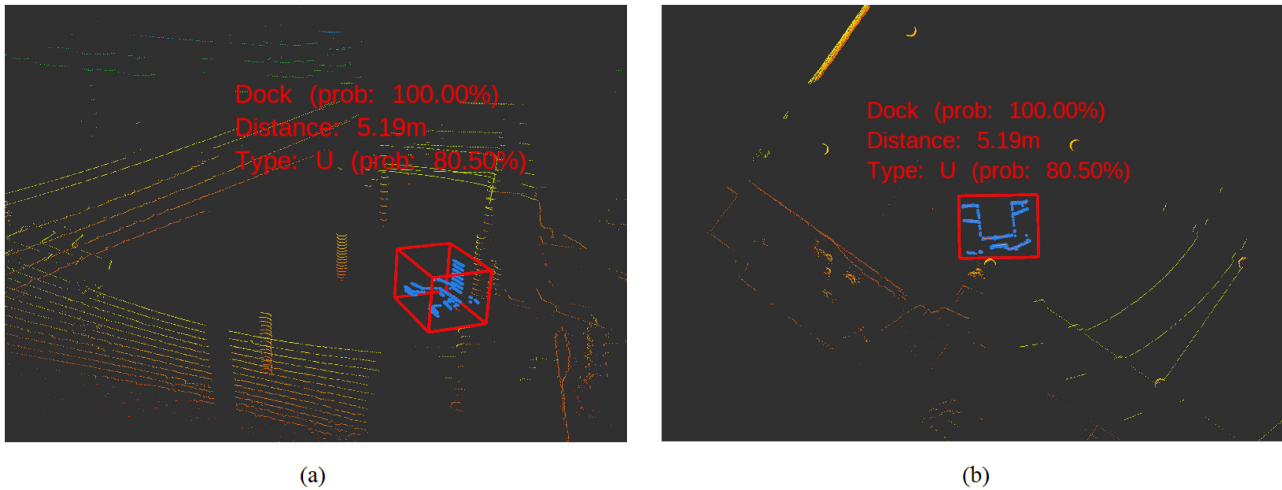 Dock (prob: 100.00%)
Distance: 5.19m
Type: U (prob: 80.50%)
Dock (prob: 100.00%)
Distance: 5.19m
Type: U (prob: 80.50%)
(a)
(b)